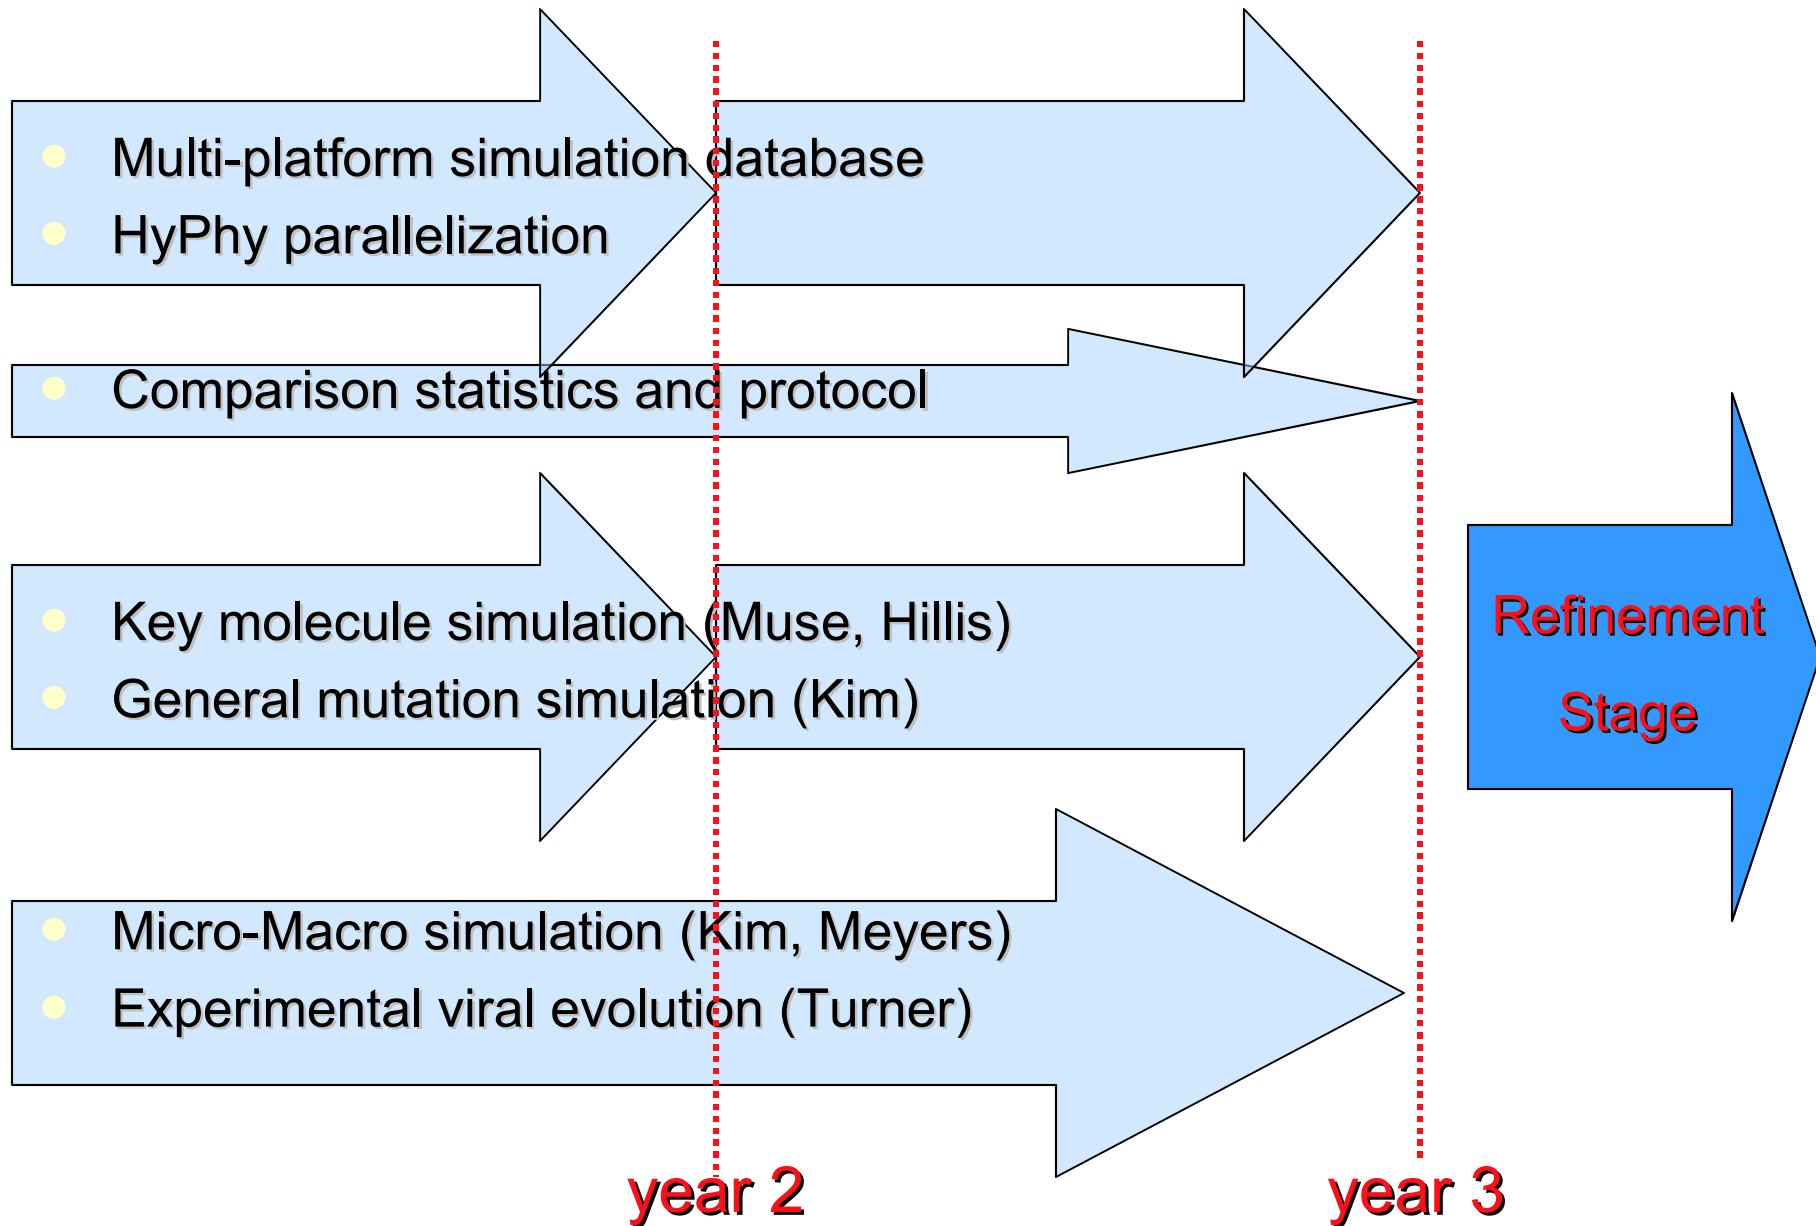 Multi-platform simulation database
HyPhy parallelization
Comparison statistics and protocol
Key molecule simulation (Muse, Hillis)
General mutation simulation (Kim)
Refinement
Stage
Micro-Macro simulation (Kim, Meyers)
Experimental viral evolution (Turner)
year 2
year 3